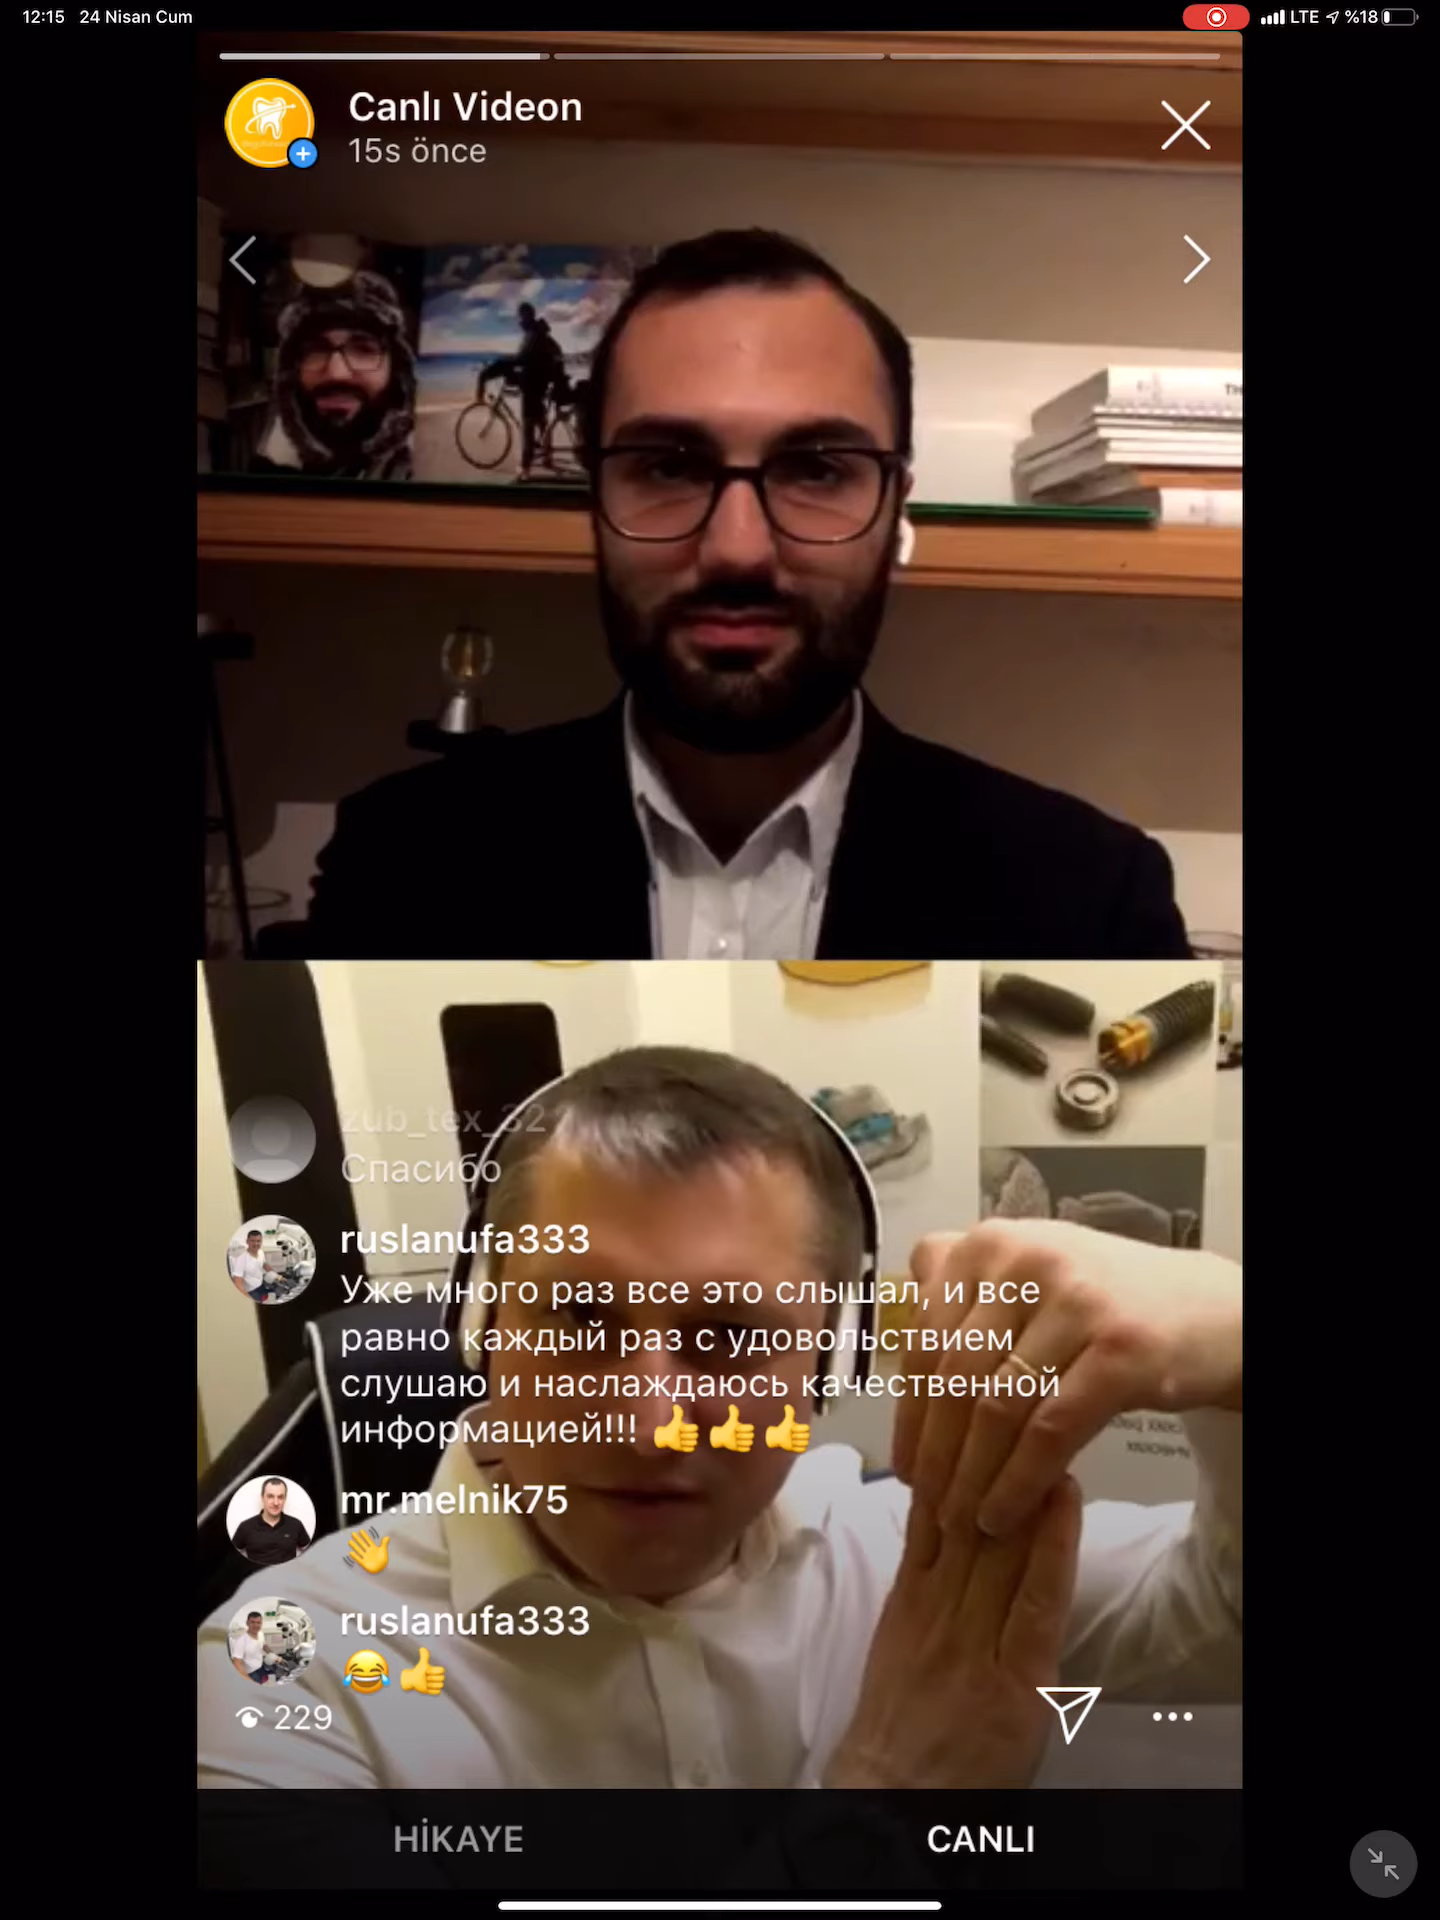 12:15 24 Nisan Cum
LTE %18
Canlı Videon
15s önce
TH
zub_tex_32
Спасибо
ruslanufa333
Уже много раз все это слышал, и все
равно каждый раз с удовольствием
слушаю и наслаждаюсь качественной
информацией!!! 👍👍👍
mr.melnik75
👋
ruslanufa333
😂👍
229
HİKAYE CANLI